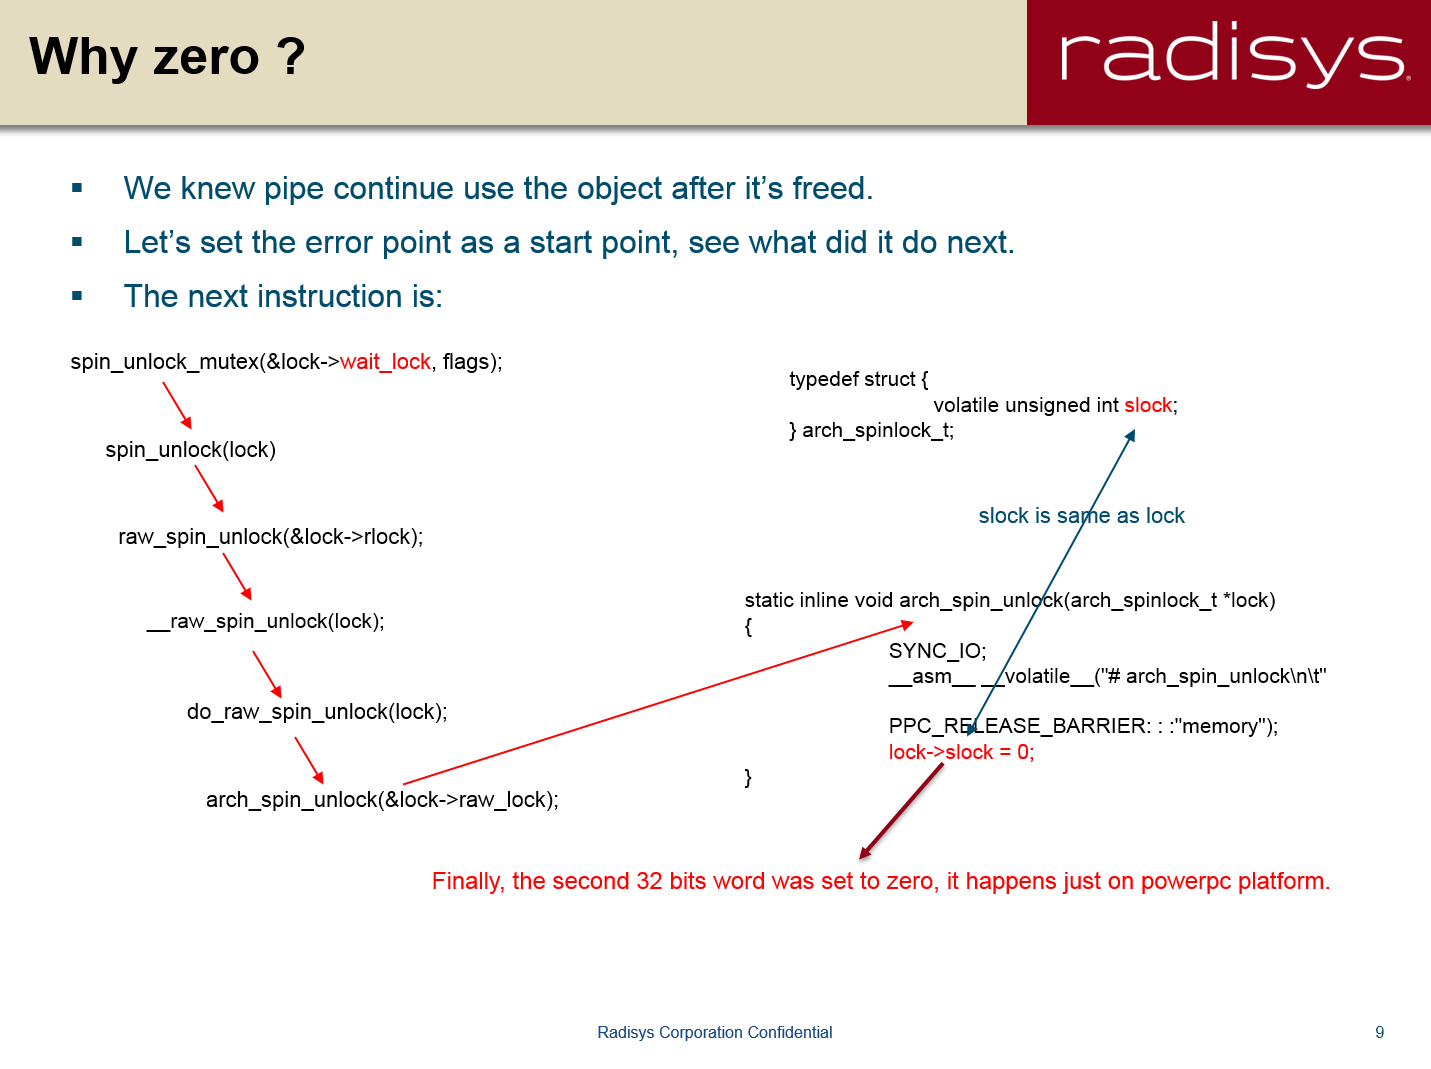 Why zero ?
radisys.
We knew pipe continue use the object after it’s freed.
Let’s set the error point as a start point, see what did it do next.
The next instruction is:
spin_unlock_mutex(&lock->wait_lock, flags);
spin_unlock(lock)
raw_spin_unlock(&lock->rlock);
__raw_spin_unlock(lock);
do_raw_spin_unlock(lock);
arch_spin_unlock(&lock->raw_lock);
typedef struct {
volatile unsigned int slock;
} arch_spinlock_t;
slock is same as lock
static inline void arch_spin_unlock(arch_spinlock_t *lock)
{
SYNC_IO;
__asm__ __volatile__("# arch_spin_unlock\n\t"
PPC_RELEASE_BARRIER: : :"memory");
lock->slock = 0;
}
Finally, the second 32 bits word was set to zero, it happens just on powerpc platform.
Radisys Corporation Confidential
9